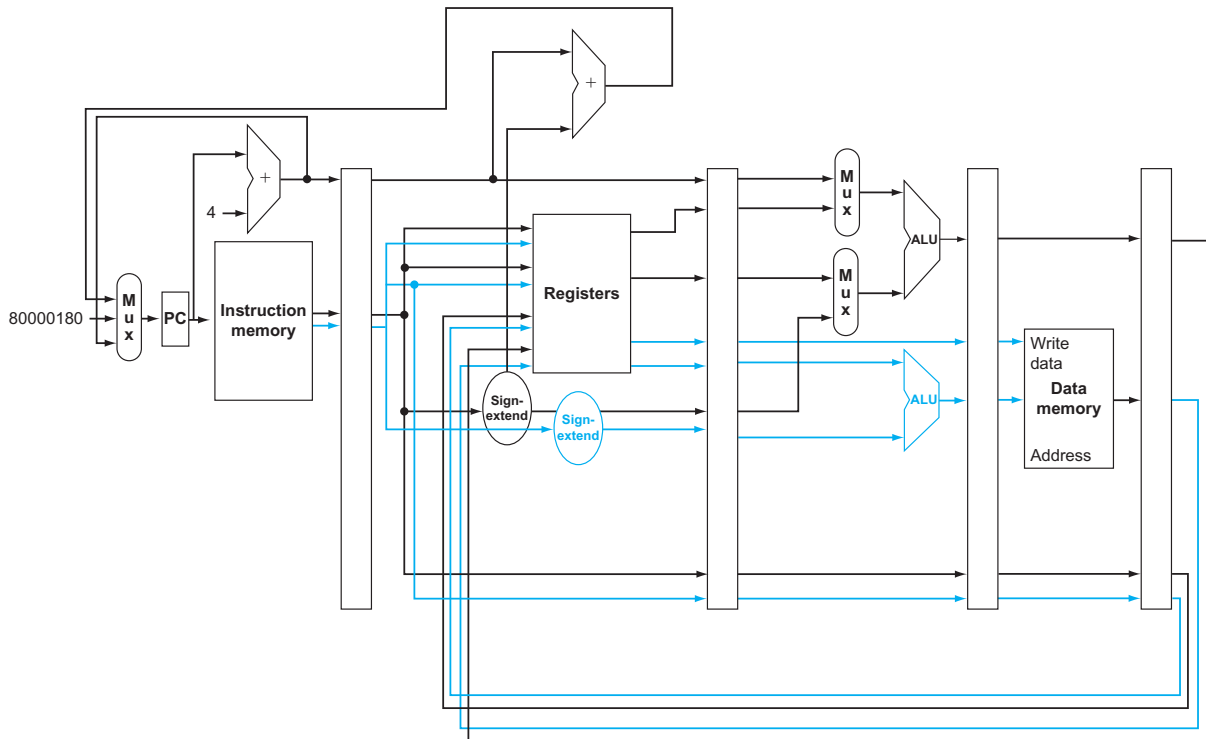 +
+
4
M
u
x
80000180
PC
Instruction
memory
Registers
Sign-
extend
Sign-
extend
M
u
x
M
u
x
ALU
ALU
Write
data
Data
memory
Address